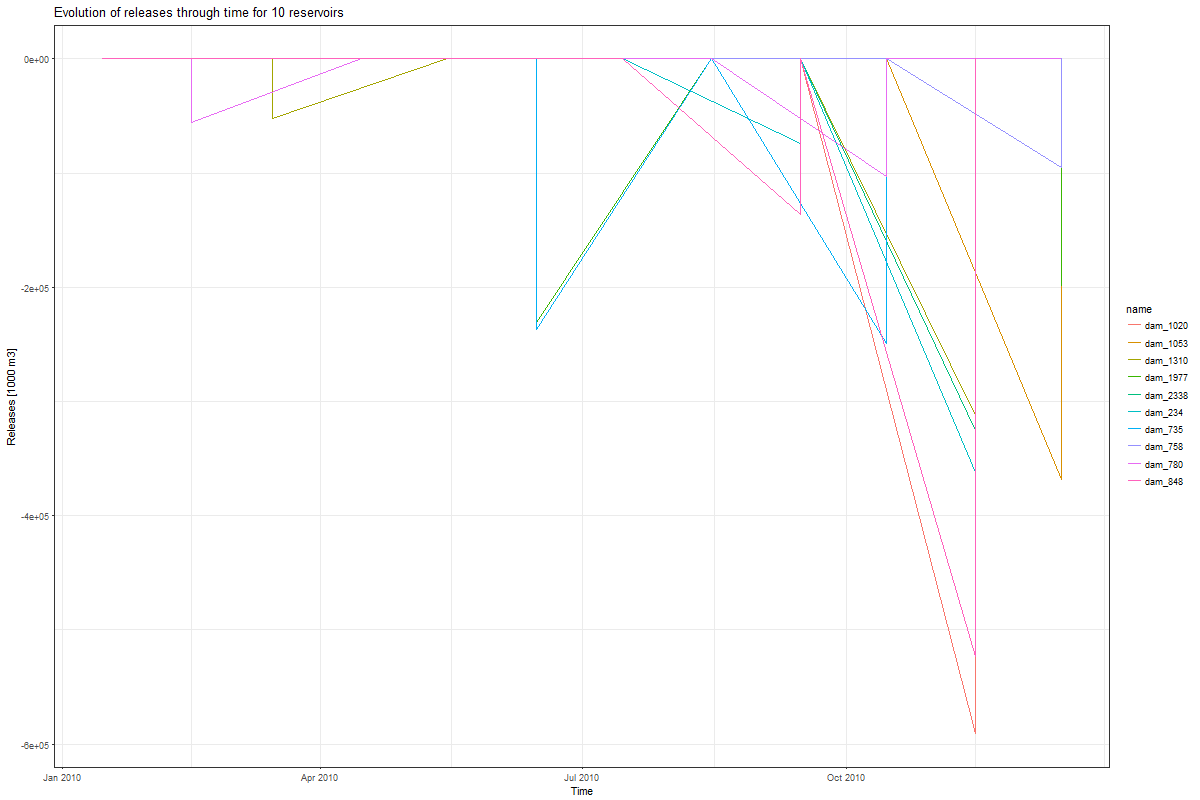 Evolution of releases through time for 10 reservoirs
0e+00
-2e+05
-4e+05
-6e+05
Releases [1000 m3]
Jan 2010
Apr 2010
Jul 2010
Oct 2010
Time
name
dam_1020
dam_1053
dam_1310
dam_1977
dam_2338
dam_234
dam_735
dam_758
dam_780
dam_848